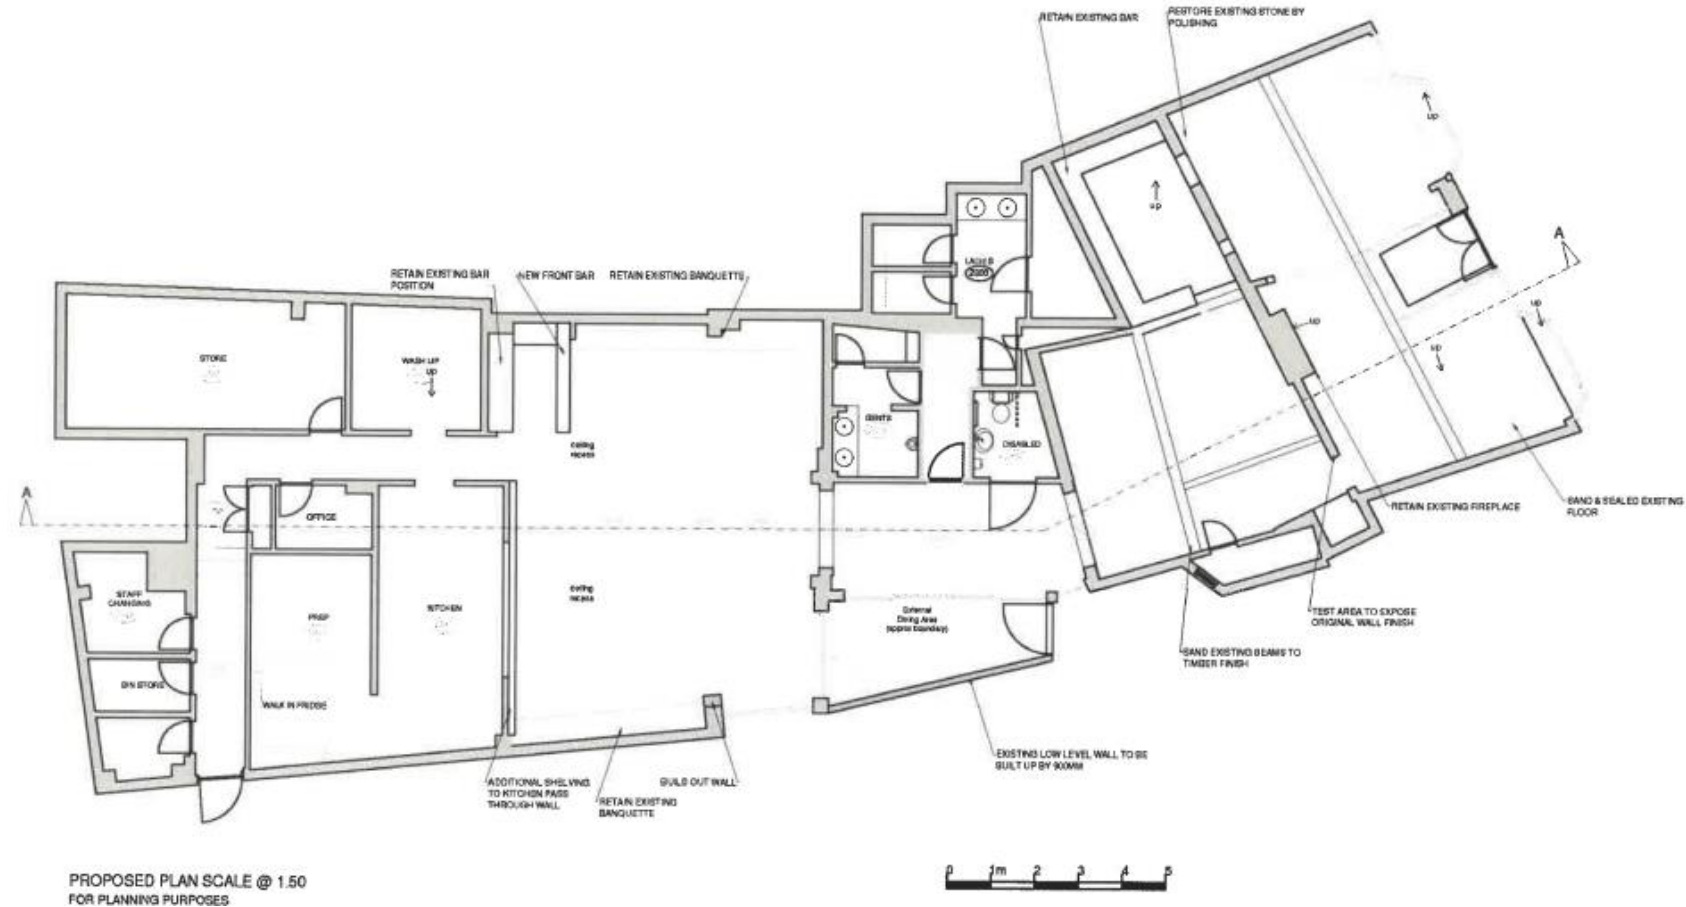 RETAIN EXISTING BAR
RESTORE EXISTING STONE BY
POLISHING
up
up
A
RETAIN EXISTING BAR
POSITION
NEW FRONT BAR
RETAIN EXISTING BANQUETTE
LADIES
up
up
up
STORE
WASH UP
up
ceiling
recess
GENTS
DISABLED
A
OFFICE
RETAIN EXISTING FIREPLACE
SAND & SEALED EXISTING
FLOOR
STAFF
CHANGING
PREP
KITCHEN
ceiling
recess
External
Dining Area
(approx boundary)
TEST AREA TO EXPOSE
ORIGINAL WALL FINISH
SAND EXISTING BEAMS TO
TIMBER FINISH
BIN STORE
WALK IN FRIDGE
EXISTING LOW LEVEL WALL TO BE
BUILT UP BY 900MM
ADDITIONAL SHELVING
TO KITCHEN PASS
THROUGH WALL
BUILD OUT WALL
RETAIN EXISTING
BANQUETTE
0 1m 2 3 4 5
PROPOSED PLAN SCALE @ 1.50
FOR PLANNING PURPOSES